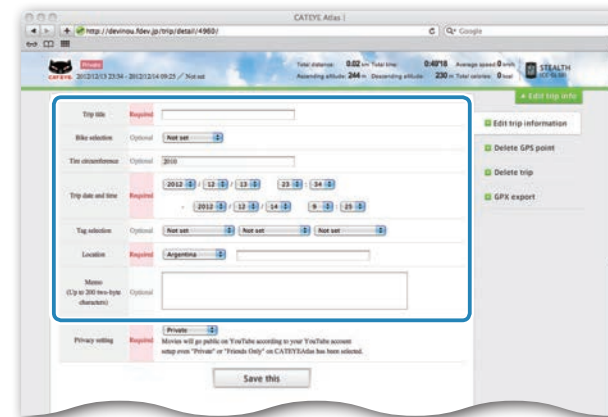 CATEYE Atlas |
http://devinou.fdev.jp/trip/detail/4960/
Google
CATEYE
Private
2012/12/13 23:34 - 2012/12/14 09:25 / Not set
Total distance: 0.02 km Total time: 0:49'18 Average speed 0 km/h
Ascending altitude: 244 m Descending altitude: 230 m Total calories: 0 kcal
STEALTH
Edit trip info
Trip title Required
Bike selection Optional Not set
Tire circumference Optional 2010
Trip date and time Required 2012 / 12 / 13 23 : 34
- 2012 / 12 / 14 9 : 25
Tag selection Optional Not set Not set Not set
Location Required Argentina
Memo
(Up to 200 two-byte
characters)
Optional
Privacy setting Required Private
Movies will go public on YouTube according to your YouTube account
setup even "Private" or "Friends Only" on CATEYEAtlas has been selected.
Save this
Edit trip information
Delete GPS point
Delete trip
GPX export